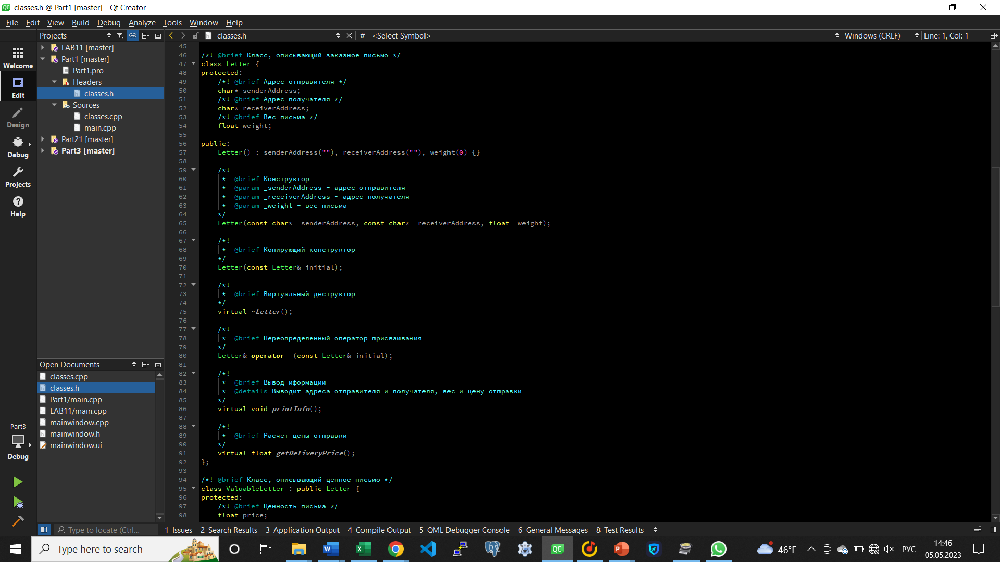 classes.h @ Part1 [master] - Qt Creator
File Edit View Build Debug Analyze Tools Window Help
Projects
classes.h
# <Select Symbol>
Windows (CRLF)
Line: 1, Col: 1
Welcome
Edit
Design
Debug
Projects
Help
LAB11 [master]
Part1 [master]
Part1.pro
Headers
classes.h
Sources
classes.cpp
main.cpp
Part21 [master]
Part3 [master]
Open Documents
classes.cpp
classes.h
Part1/main.cpp
LAB11/main.cpp
mainwindow.cpp
mainwindow.h
mainwindow.ui
Part3
Debug
45
46 /*! @brief Класс, описывающий заказное письмо */
47 class Letter {
48 protected:
49 /*! @brief Адрес отправителя */
50 char* senderAddress;
51 /*! @brief Адрес получателя */
52 char* receiverAddress;
53 /*! @brief Вес письма */
54 float weight;
55
56 public:
57 Letter() : senderAddress(""), receiverAddress(""), weight(0) {}
58
59 /*!
60 * @brief Конструктор
61 * @param _senderAddress - адрес отправителя
62 * @param _receiverAddress - адрес получателя
63 * @param _weight - вес письма
64 */
65 Letter(const char* _senderAddress, const char* _receiverAddress, float _weight);
66
67 /*!
68 * @brief Копирующий конструктор
69 */
70 Letter(const Letter& initial);
71
72 /*!
73 * @brief Виртуальный деструктор
74 */
75 virtual ~Letter();
76
77 /*!
78 * @brief Переопределенный оператор присваивания
79 */
80 Letter& operator =(const Letter& initial);
81
82 /*!
83 * @brief Вывод иформации
84 * @details Выводит адреса отправителя и получателя, вес и цену отправки
85 */
86 virtual void printInfo();
87
88 /*!
89 * @brief Расчёт цены отправки
90 */
91 virtual float getDeliveryPrice();
92 };
93
94 /*! @brief Класс, описывающий ценное письмо */
95 class ValuableLetter : public Letter {
96 protected:
97 /*! @brief Ценность письма */
98 float price;
Type to locate (Ctrl...
1 Issues 2 Search Results 3 Application Output 4 Compile Output 5 QML Debugger Console 6 General Messages 8 Test Results
Type here to search
46°F
РУС
14:46
05.05.2023